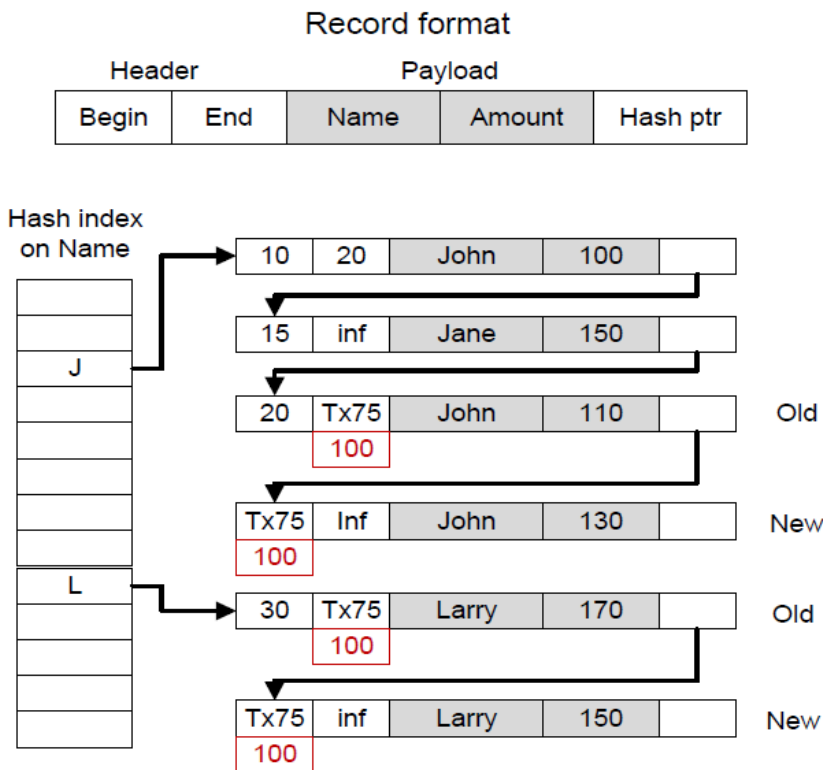 Record format
Header Payload
Begin End Name Amount Hash ptr
Hash index
on Name
10 20 John 100
15 inf Jane 150
J
20 Tx75 John 110 Old
100
Tx75 Inf John 130 New
100
L
30 Tx75 Larry 170 Old
100
Tx75 inf Larry 150 New
100